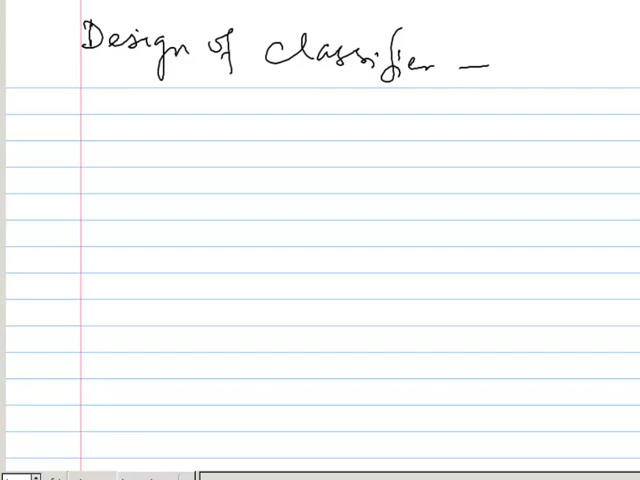 Design of classifier —